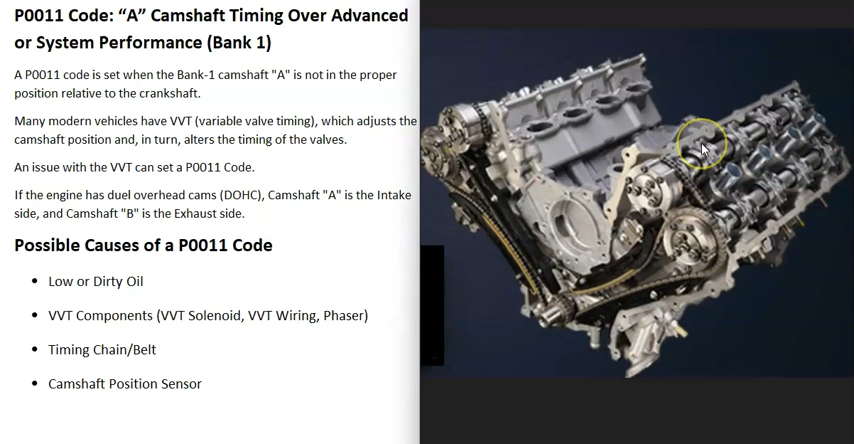 P0011 Code: “A” Camshaft Timing Over Advanced
or System Performance (Bank 1)
A P0011 code is set when the Bank-1 camshaft "A" is not in the proper
position relative to the crankshaft.
Many modern vehicles have VVT (variable valve timing), which adjusts the
camshaft position and, in turn, alters the timing of the valves.
An issue with the VVT can set a P0011 Code.
If the engine has duel overhead cams (DOHC), Camshaft "A" is the Intake
side, and Camshaft "B" is the Exhaust side.
Possible Causes of a P0011 Code
• Low or Dirty Oil
• VVT Components (VVT Solenoid, VVT Wiring, Phaser)
• Timing Chain/Belt
• Camshaft Position Sensor